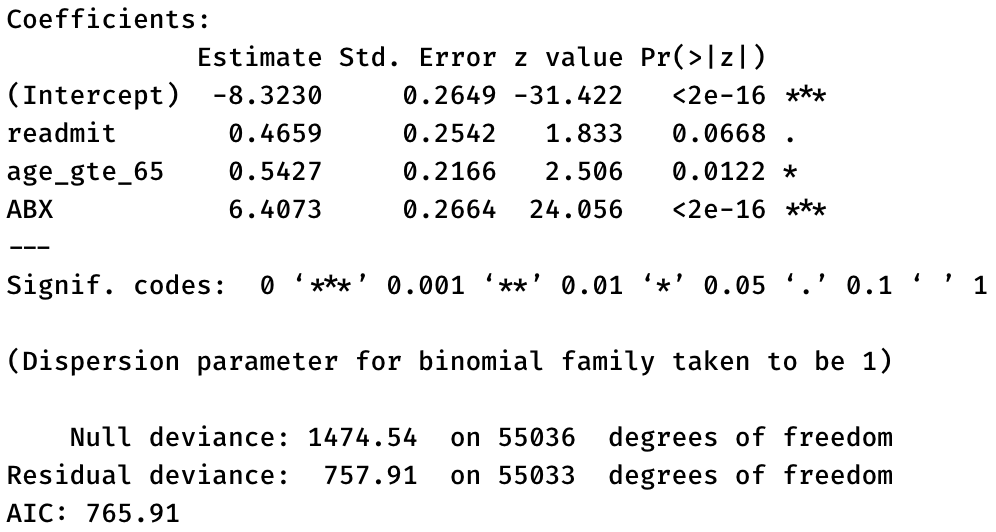 Coefficients:
            Estimate Std. Error z value Pr(>|z|)
(Intercept)  -8.3230     0.2649 -31.422   <2e-16 ***
readmit       0.4659     0.2542   1.833   0.0668 .
age_gte_65    0.5427     0.2166   2.506   0.0122 *
ABX           6.4073     0.2664  24.056   <2e-16 ***
---
Signif. codes:  0 ‘***’ 0.001 ‘**’ 0.01 ‘*’ 0.05 ‘.’ 0.1 ‘ ’ 1
(Dispersion parameter for binomial family taken to be 1)
    Null deviance: 1474.54  on 55036  degrees of freedom
Residual deviance:  757.91  on 55033  degrees of freedom
AIC: 765.91